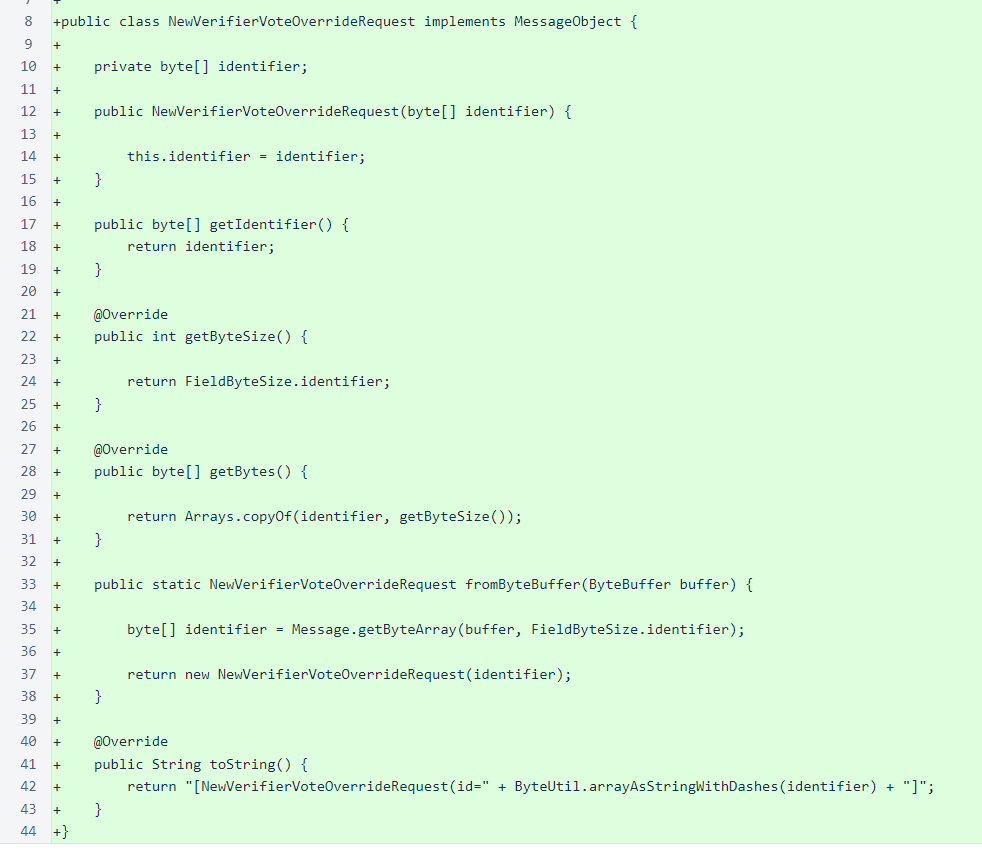 7 +
8 +public class NewVerifierVoteOverrideRequest implements MessageObject {
9 +
10 +    private byte[] identifier;
11 +
12 +    public NewVerifierVoteOverrideRequest(byte[] identifier) {
13 +
14 +        this.identifier = identifier;
15 +    }
16 +
17 +    public byte[] getIdentifier() {
18 +        return identifier;
19 +    }
20 +
21 +    @Override
22 +    public int getByteSize() {
23 +
24 +        return FieldByteSize.identifier;
25 +    }
26 +
27 +    @Override
28 +    public byte[] getBytes() {
29 +
30 +        return Arrays.copyOf(identifier, getByteSize());
31 +    }
32 +
33 +    public static NewVerifierVoteOverrideRequest fromByteBuffer(ByteBuffer buffer) {
34 +
35 +        byte[] identifier = Message.getByteArray(buffer, FieldByteSize.identifier);
36 +
37 +        return new NewVerifierVoteOverrideRequest(identifier);
38 +    }
39 +
40 +    @Override
41 +    public String toString() {
42 +        return "[NewVerifierVoteOverrideRequest(id=" + ByteUtil.arrayAsStringWithDashes(identifier) + "]";
43 +    }
44 +}